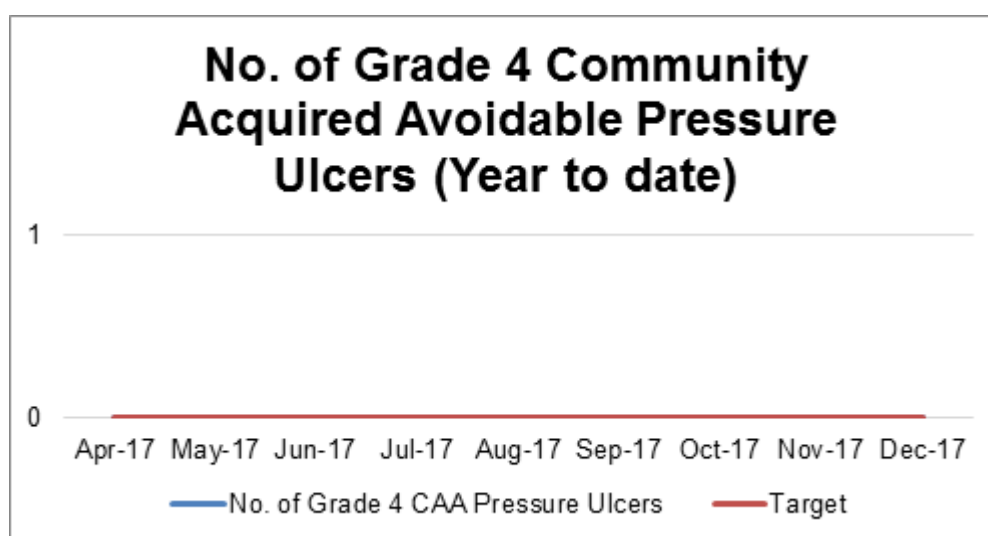 No. of Grade 4 Community
Acquired Avoidable Pressure
Ulcers (Year to date)
1
0
Apr-17 May-17 Jun-17 Jul-17 Aug-17 Sep-17 Oct-17 Nov-17 Dec-17
No. of Grade 4 CAA Pressure Ulcers Target